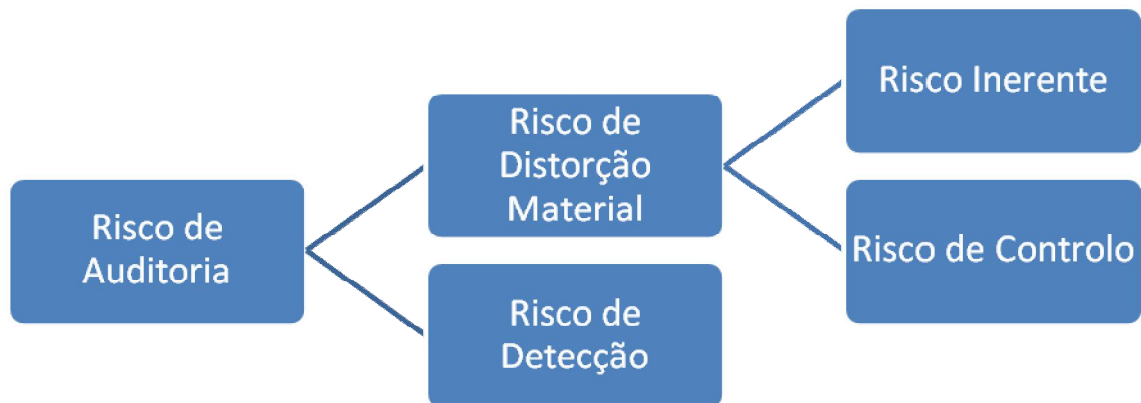 Risco de
Auditoria
Risco de
Distorção
Material
Risco de
Detecção
Risco Inerente
Risco de Controlo